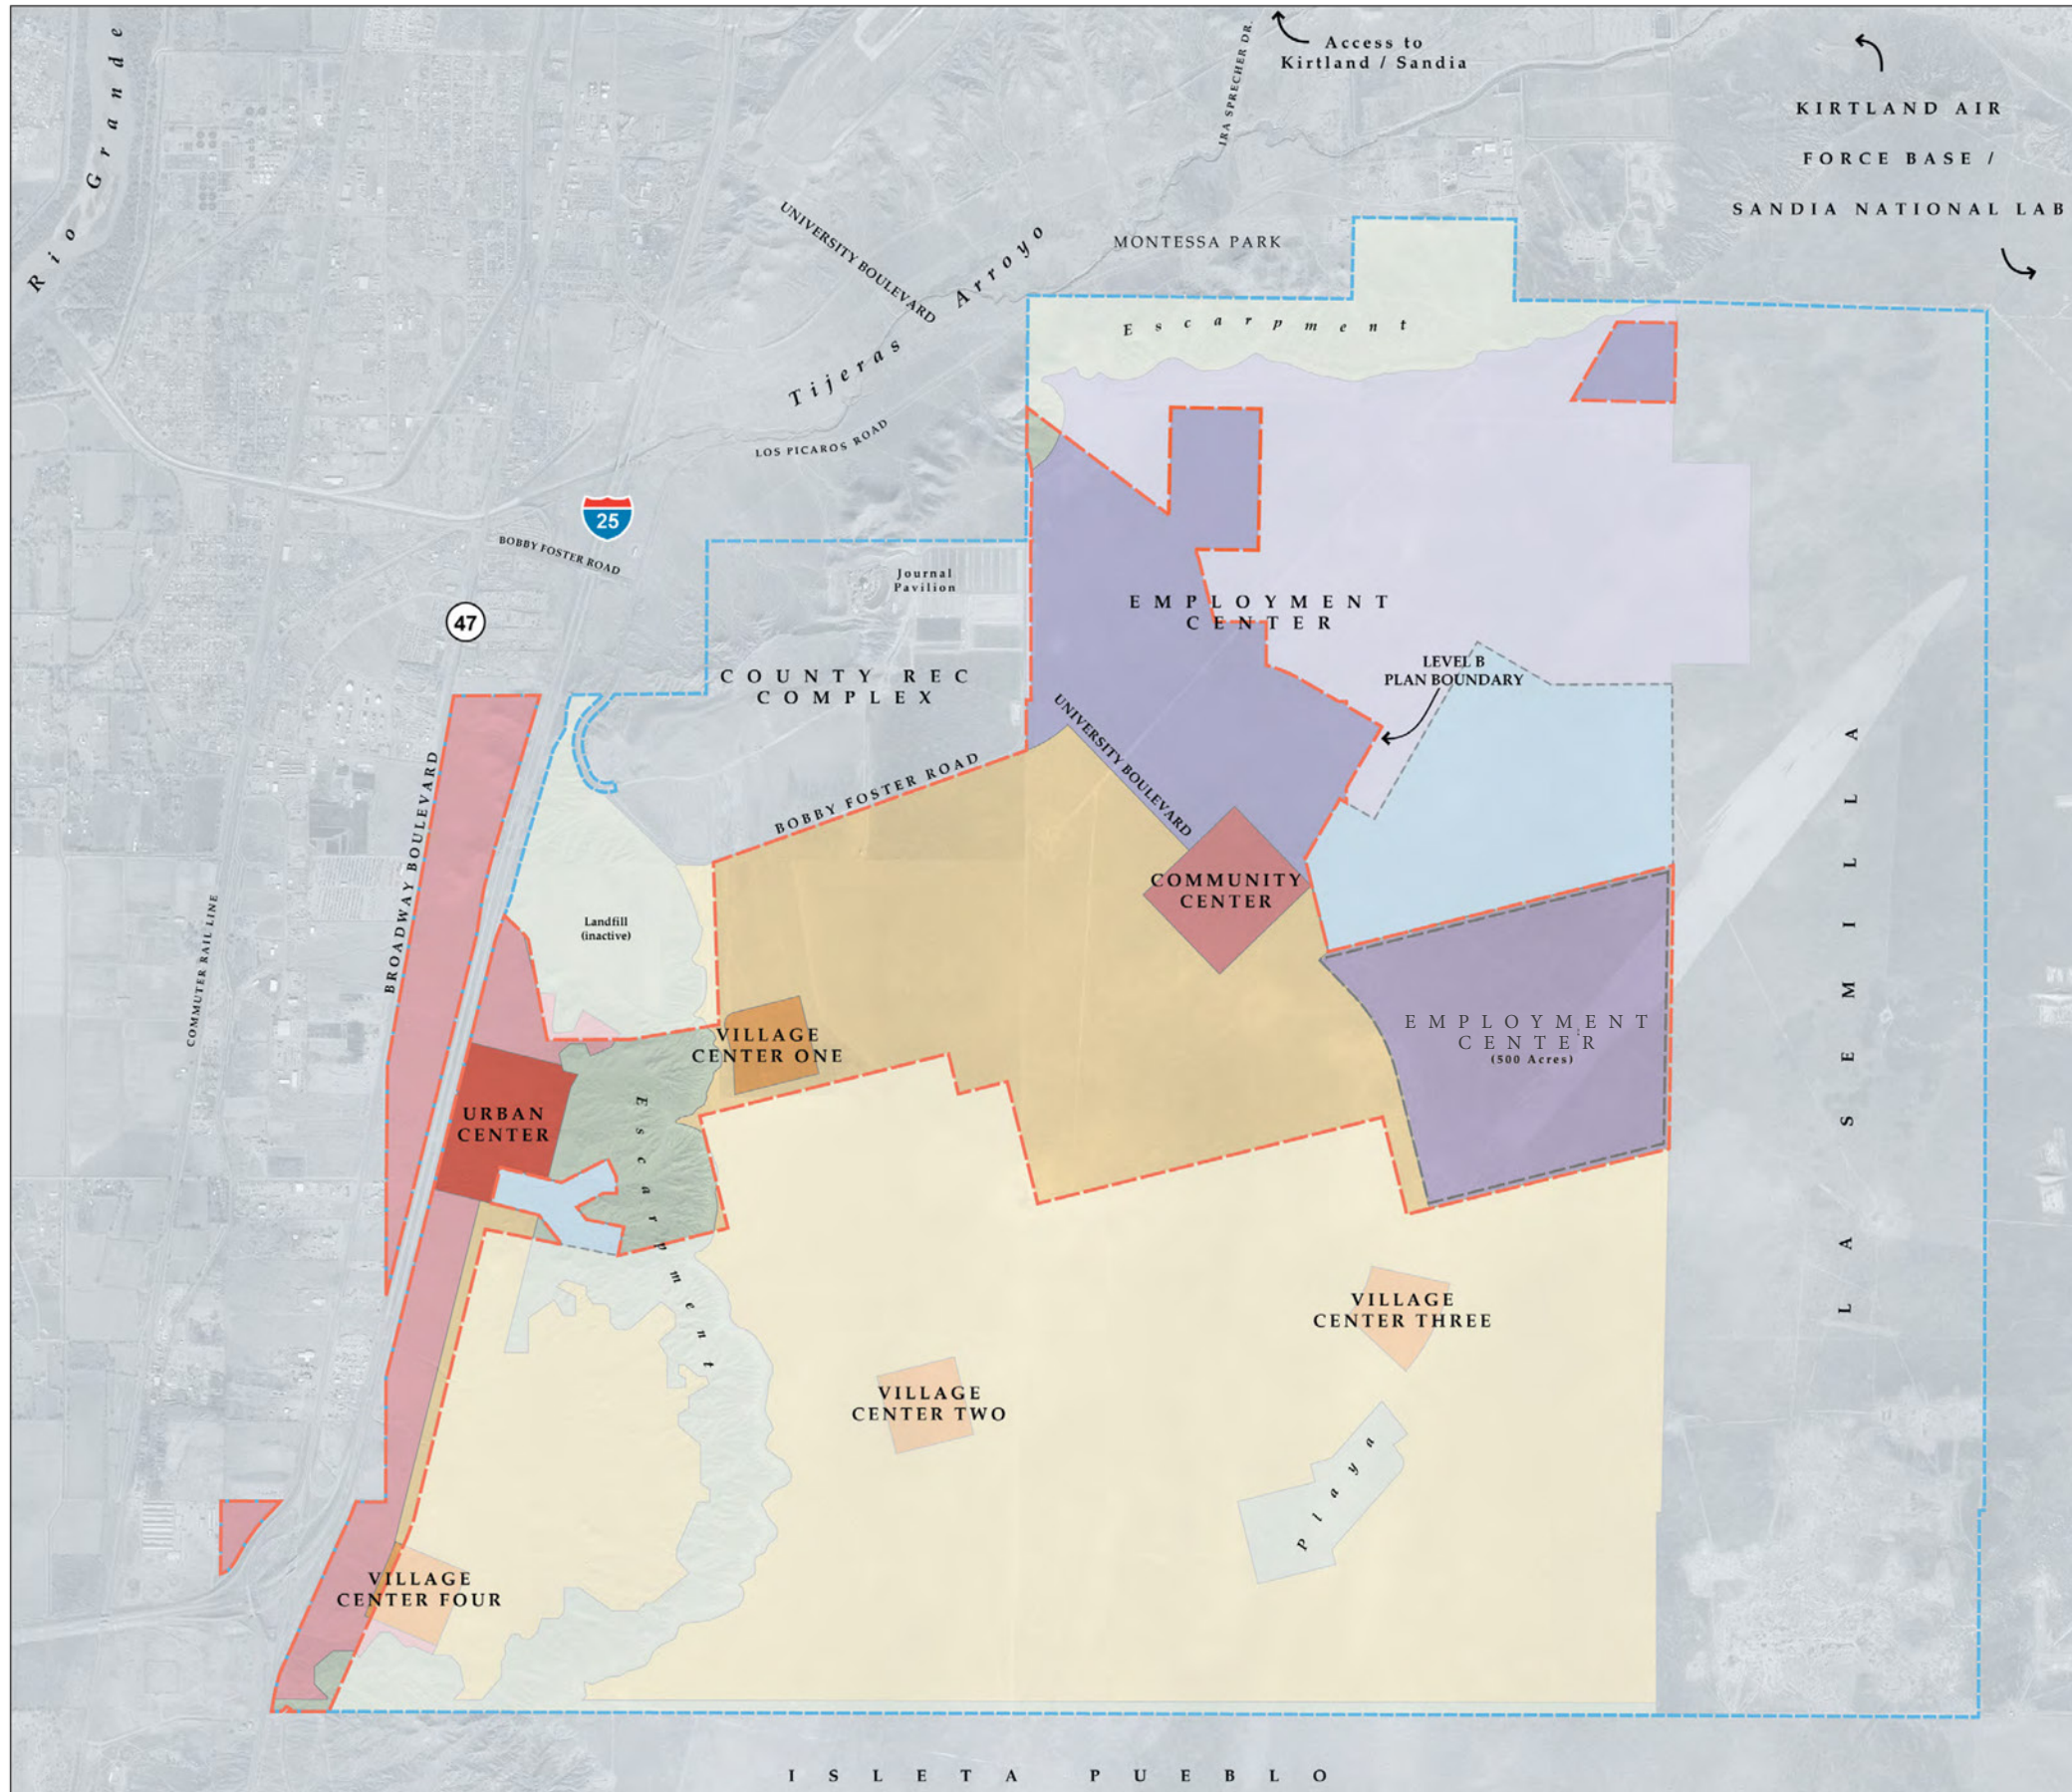 Rio Grande
IRA SPRECHER DR.
Access to
Kirtland / Sandia
KIRTLAND AIR
FORCE BASE /
SANDIA NATIONAL LAB
UNIVERSITY BOULEVARD
Tijeras Arroyo
MONTESSA PARK
Escarpment
LOS PICAROS ROAD
25
BOBBY FOSTER ROAD
Journal
Pavilion
47
EMPLOYMENT
CENTER
COUNTY REC
COMPLEX
LEVEL B
PLAN BOUNDARY
UNIVERSITY BOULEVARD
BOBBY FOSTER ROAD
BROADWAY BOULEVARD
COMMUTER RAIL LINE
COMMUNITY
CENTER
Landfill
(inactive)
LA SEMILLA
EMPLOYMENT
CENTER
(500 Acres)
VILLAGE
CENTER ONE
URBAN
CENTER
Escarpment
VILLAGE
CENTER THREE
VILLAGE
CENTER TWO
Playa
VILLAGE
CENTER FOUR
ISLETA PUEBLO